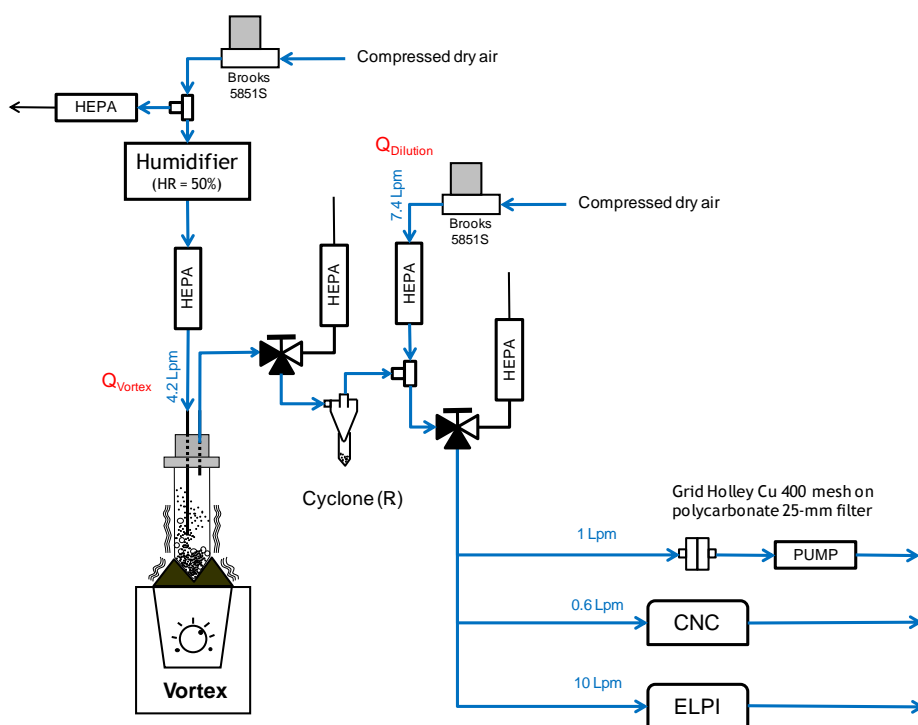 Compressed dry air
Brooks
5851S
HEPA
Humidifier
(HR = 50%)
QDilution
7.4 Lpm
Compressed dry air
Brooks
5851S
HEPA
HEPA
HEPA
HEPA
QVortex
4.2 Lpm
Cyclone (R)
Grid Holley Cu 400 mesh on
polycarbonate 25-mm filter
1 Lpm
PUMP
0.6 Lpm
CNC
10 Lpm
ELPI
Vortex